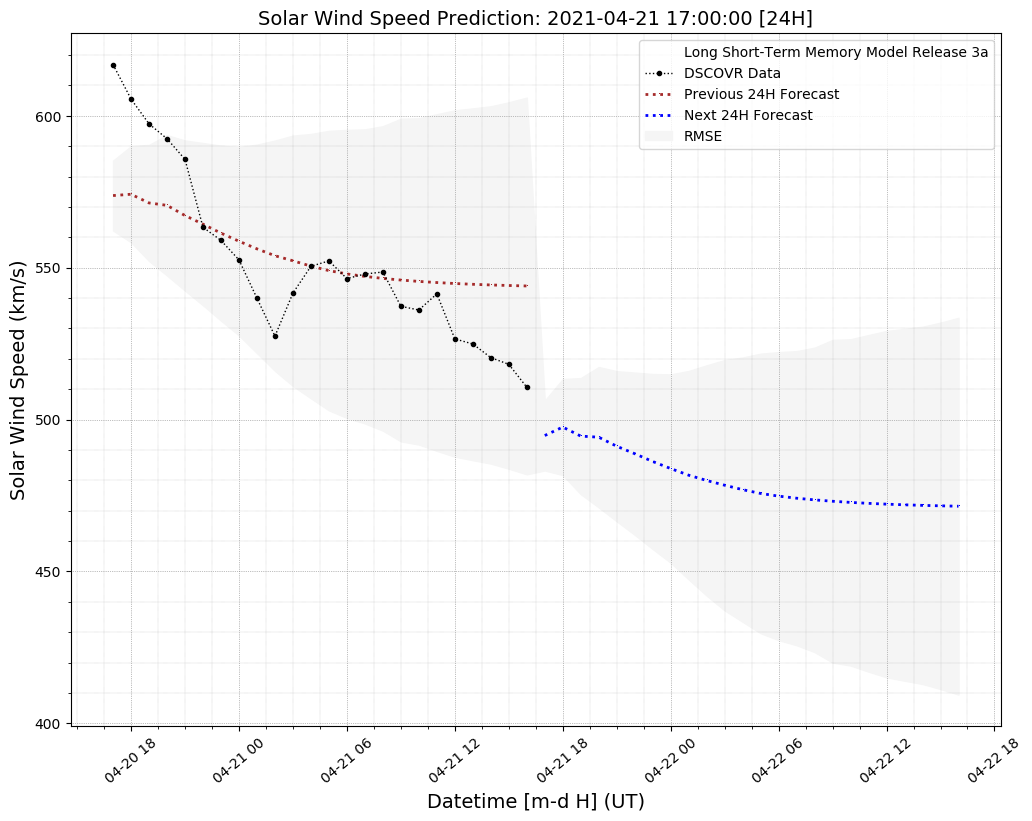 Solar Wind Speed Prediction: 2021-04-21 17:00:00 [24H]
Long Short-Term Memory Model Release 3a
DSCOVR Data
Previous 24H Forecast
Next 24H Forecast
RMSE
Solar Wind Speed (km/s)
600
550
500
450
400
04-20 18
04-21 00
04-21 06
04-21 12
04-21 18
04-22 00
04-22 06
04-22 12
04-22 18
Datetime [m-d H] (UT)